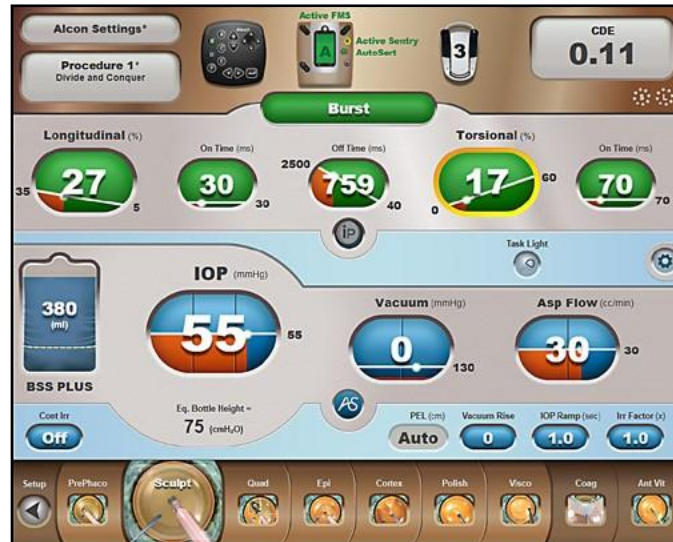 Alcon Settings*
Procedure 1*
Divide and Conquer
Active FMS
A
Active Sentry
AutoSert
3
CDE
0.11
S L
Burst
Longitudinal (%)
35 27 5
On Time (ms)
30 30
Off Time (ms)
2500 759 40
Torsional (%)
0 17 60
On Time (ms)
70 70
iP
Task Light
380
(ml)
BSS PLUS
IOP (mmHg)
55 55
Vacuum (mmHg)
0 130
Asp Flow (cc/min)
30 30
Eq. Bottle Height =
75 (cmH₂O)
AS
Cont Irr
Off
PEL (cm)
Auto
Vacuum Rise
0
IOP Ramp (sec)
1.0
Irr Factor (x)
1.0
Setup
PrePhaco
Sculpt
Quad
Epi
Cortex
Polish
Visco
Coag
Ant Vit